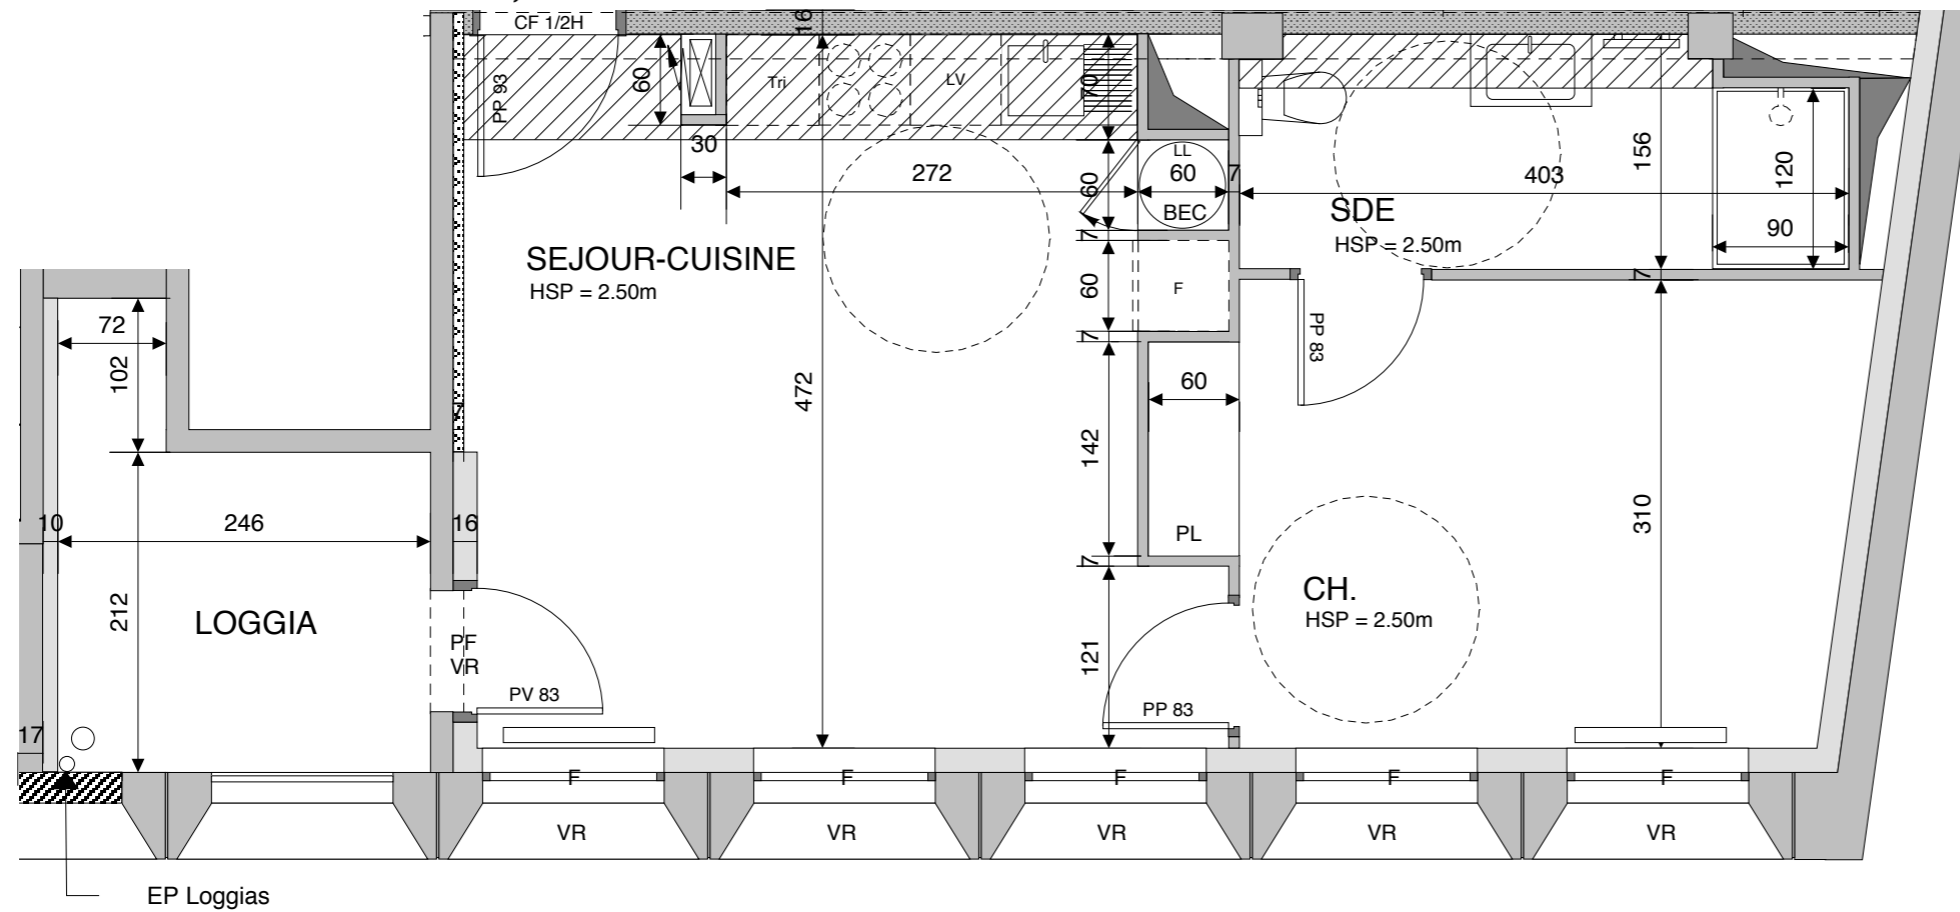 CF 1/2H
16
PP 93
60
Tri
LV
70
30
272
60
LL
60
BEC
7
403
156
120
90
SDE
HSP = 2.50m
SEJOUR-CUISINE
HSP = 2.50m
7
60
F
7
7
PP 83
72
102
472
60
7
142
PL
310
10
246
16
7
CH.
HSP = 2.50m
212
LOGGIA
PF
VR
PV 83
121
PP 83
17
F
F
F
F
F
VR
VR
VR
VR
VR
EP Loggias